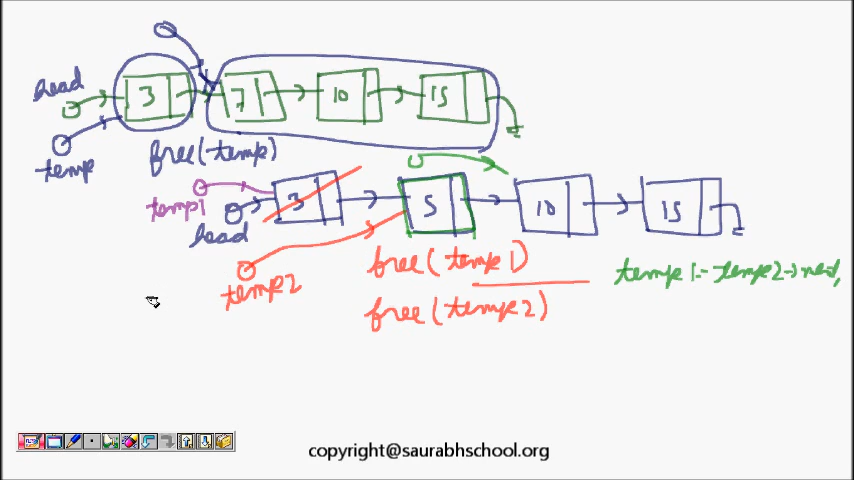 head
3 7 10 15
temp
free(temp)
temp1
head
3 5 10 15
temp2
free(temp1)
free(temp2)
temp1 = temp2->next,
copyright@saurabhschool.org